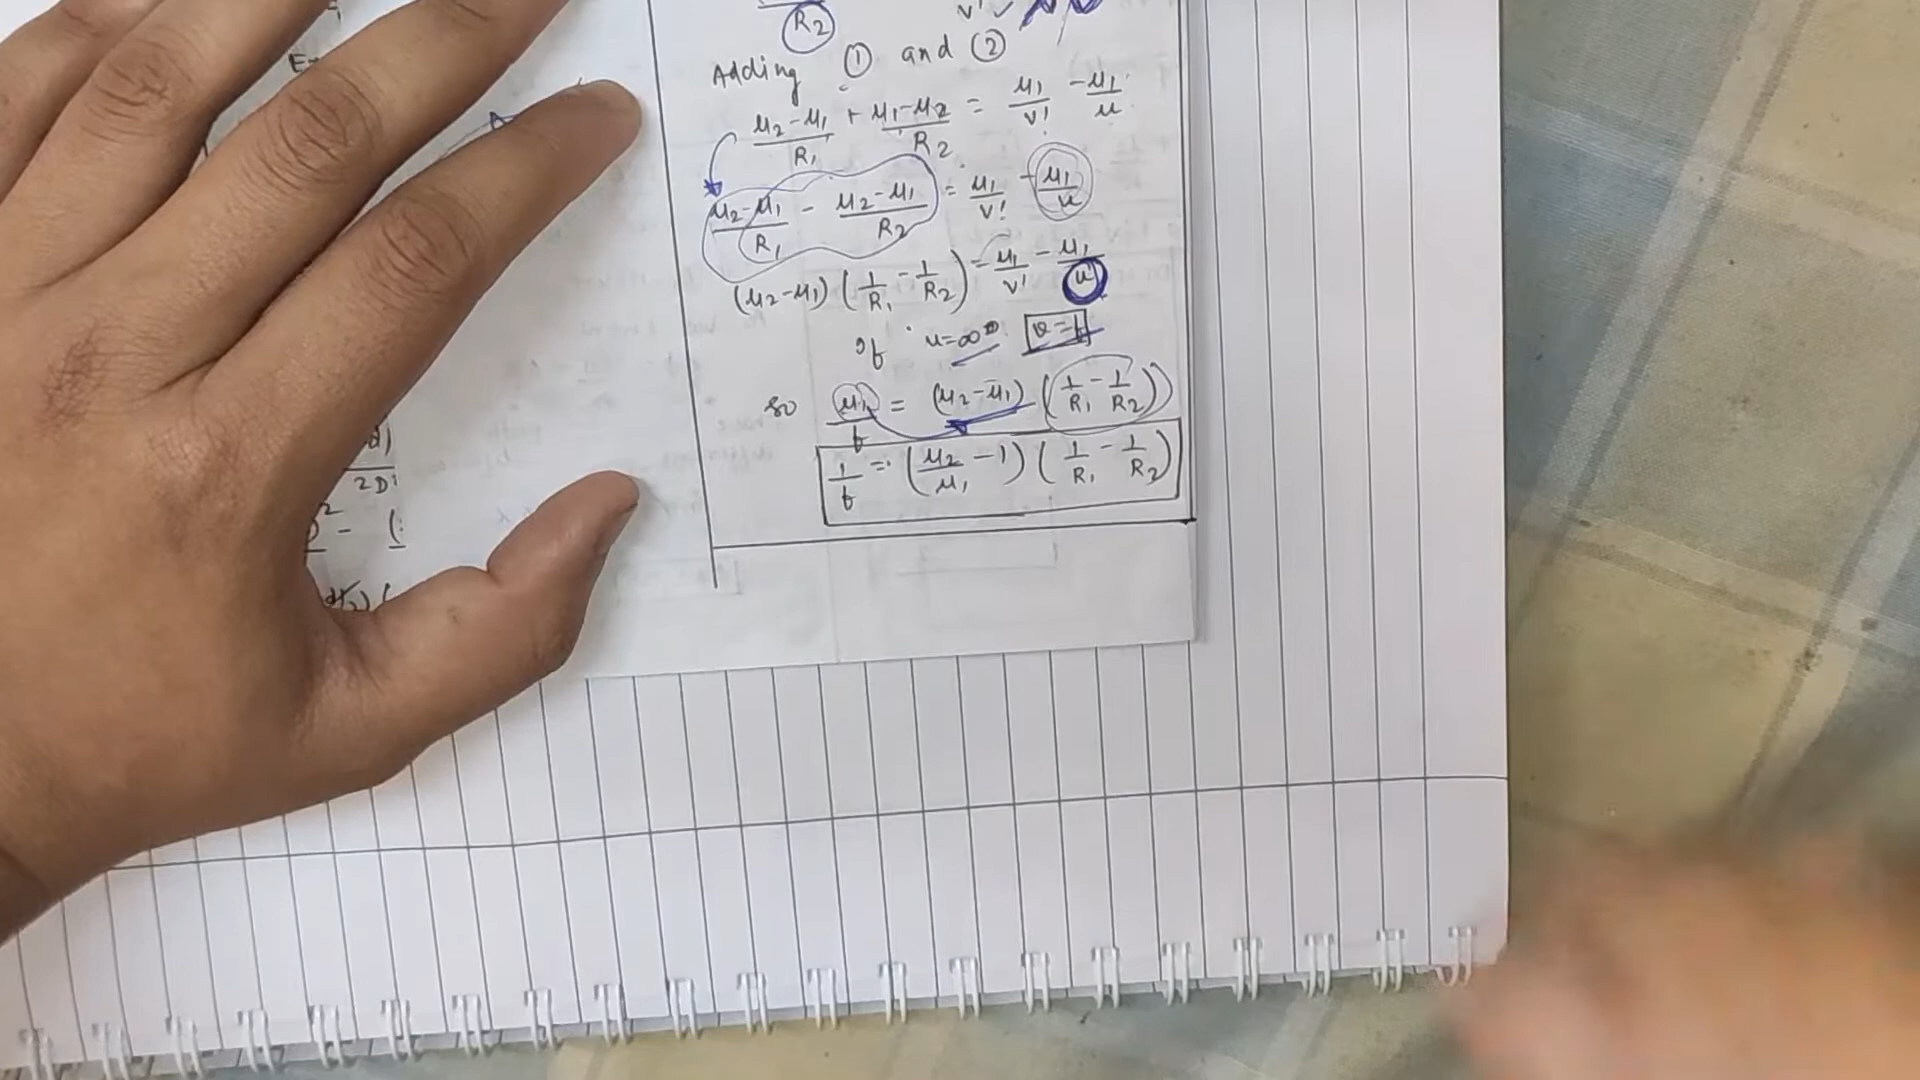 R₂ v'
Adding ① and ②
(μ₂-μ₁)/R₁ + (μ₁-μ₂)/R₂ = μ₁/v' - μ₁/u
(μ₂-μ₁)/R₁ - (μ₂-μ₁)/R₂ = μ₁/v' - μ₁/u
(μ₂-μ₁) (1/R₁ - 1/R₂) = μ₁/v' - μ₁/u
If u=∞ v=f
so μ₁/f = (μ₂-μ₁) (1/R₁ - 1/R₂)
1/f = (μ₂/μ₁ - 1) (1/R₁ - 1/R₂)
2D